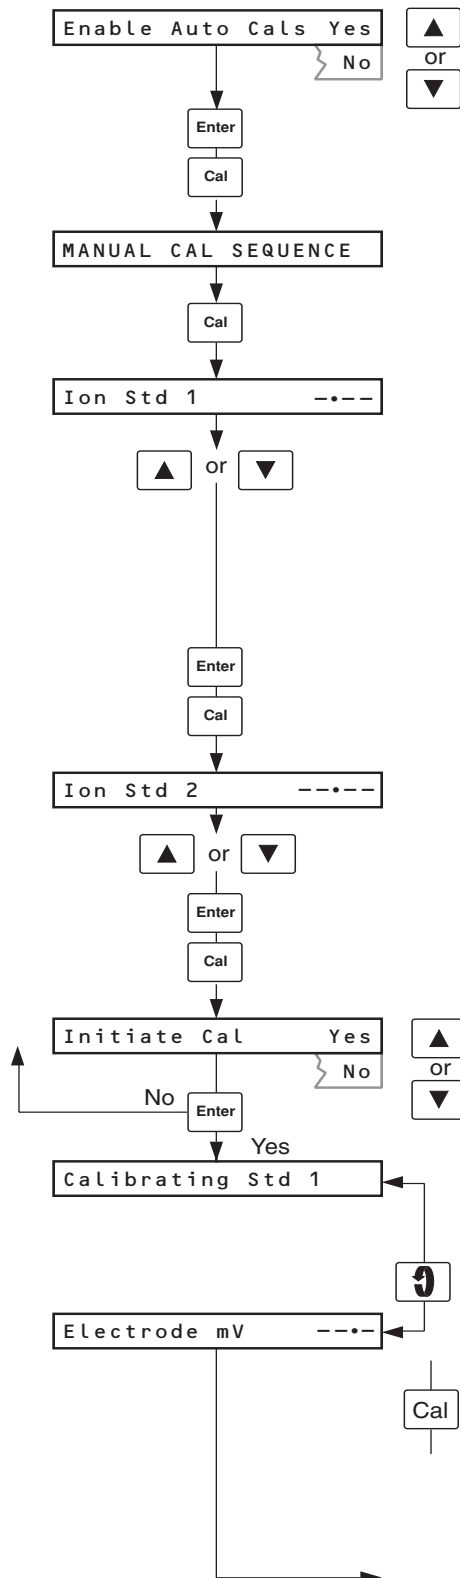 Enable Auto Cals Yes
or
No
Enter
Cal
MANUAL CAL SEQUENCE
Cal
Ion Std 1 –•––
or
Enter
Cal
Ion Std 2 ––•––
or
Enter
Cal
Initiate Cal Yes
or
No
No
Enter
Yes
Calibrating Std 1
Electrode mV ––•–
Cal